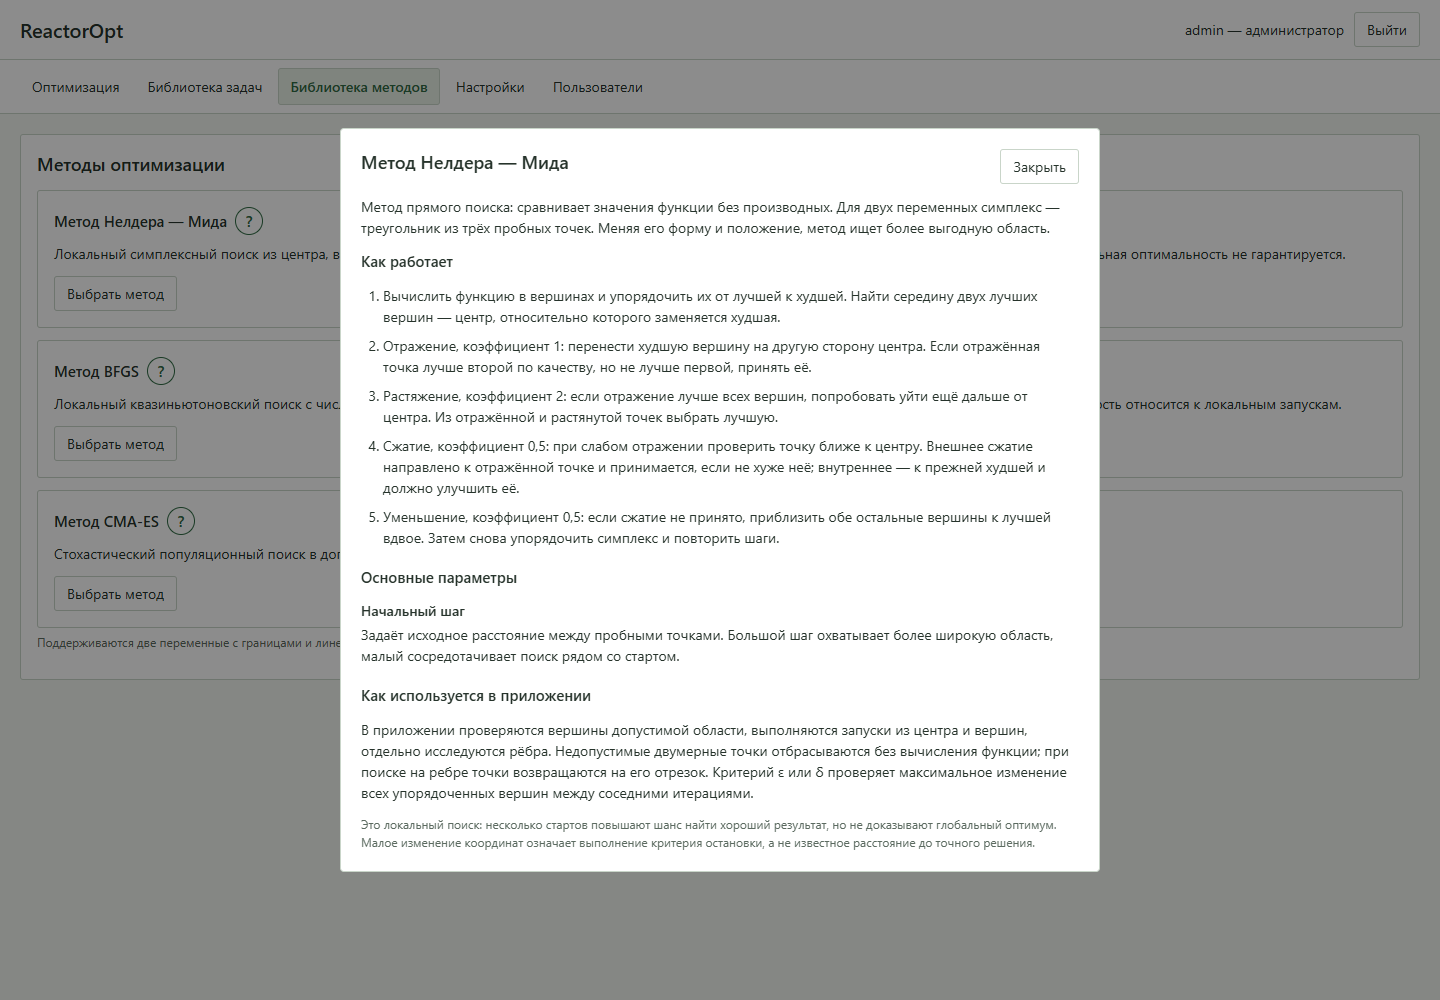 ReactorOpt
admin — администратор
Выйти
Оптимизация
Библиотека задач
Библиотека методов
Настройки
Пользователи
Методы оптимизации
Метод Нелдера — Мида ?
Локальный симплексный поиск из центра, в
ьная оптимальность не гарантируется.
Выбрать метод
Метод BFGS ?
Локальный квазиньютоновский поиск с чис
ость относится к локальным запускам.
Выбрать метод
Метод CMA-ES ?
Стохастический популяционный поиск в доп
Выбрать метод
Поддерживаются две переменные с границами и лине
Метод Нелдера — Мида
Закрыть
Метод прямого поиска: сравнивает значения функции без производных. Для двух переменных симплекс —
треугольник из трёх пробных точек. Меняя его форму и положение, метод ищет более выгодную область.
Как работает
1. Вычислить функцию в вершинах и упорядочить их от лучшей к худшей. Найти середину двух лучших
вершин — центр, относительно которого заменяется худшая.
2. Отражение, коэффициент 1: перенести худшую вершину на другую сторону центра. Если отражённая
точка лучше второй по качеству, но не лучше первой, принять её.
3. Растяжение, коэффициент 2: если отражение лучше всех вершин, попробовать уйти ещё дальше от
центра. Из отражённой и растянутой точек выбрать лучшую.
4. Сжатие, коэффициент 0,5: при слабом отражении проверить точку ближе к центру. Внешнее сжатие
направлено к отражённой точке и принимается, если не хуже неё; внутреннее — к прежней худшей и
должно улучшить её.
5. Уменьшение, коэффициент 0,5: если сжатие не принято, приблизить обе остальные вершины к лучшей
вдвое. Затем снова упорядочить симплекс и повторить шаги.
Основные параметры
Начальный шаг
Задаёт исходное расстояние между пробными точками. Большой шаг охватывает более широкую область,
малый сосредотачивает поиск рядом со стартом.
Как используется в приложении
В приложении проверяются вершины допустимой области, выполняются запуски из центра и вершин,
отдельно исследуются рёбра. Недопустимые двумерные точки отбрасываются без вычисления функции; при
поиске на ребре точки возвращаются на его отрезок. Критерий ε или δ проверяет максимальное изменение
всех упорядоченных вершин между соседними итерациями.
Это локальный поиск: несколько стартов повышают шанс найти хороший результат, но не доказывают глобальный оптимум.
Малое изменение координат означает выполнение критерия остановки, а не известное расстояние до точного решения.